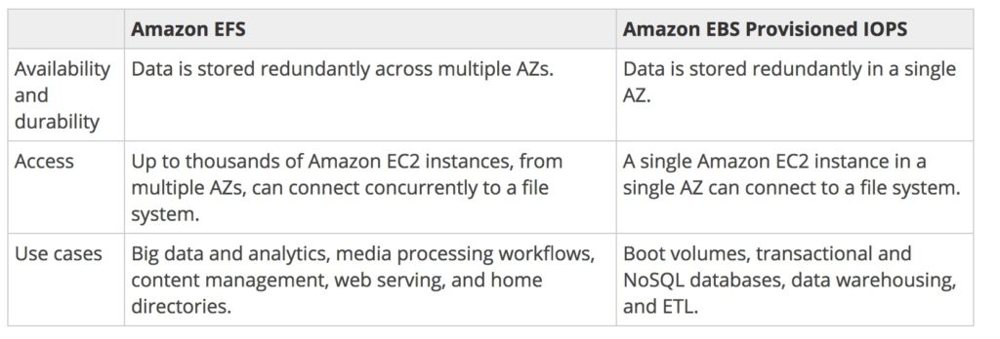 Amazon EFS Amazon EBS Provisioned IOPS
Availability and durability
Data is stored redundantly across multiple AZs.
Data is stored redundantly in a single
AZ.
Access
Up to thousands of Amazon EC2 instances, from
multiple AZs, can connect concurrently to a file
system.
A single Amazon EC2 instance in a
single AZ can connect to a file system.
Use cases
Big data and analytics, media processing workflows,
content management, web serving, and home
directories.
Boot volumes, transactional and
NoSQL databases, data warehousing,
and ETL.